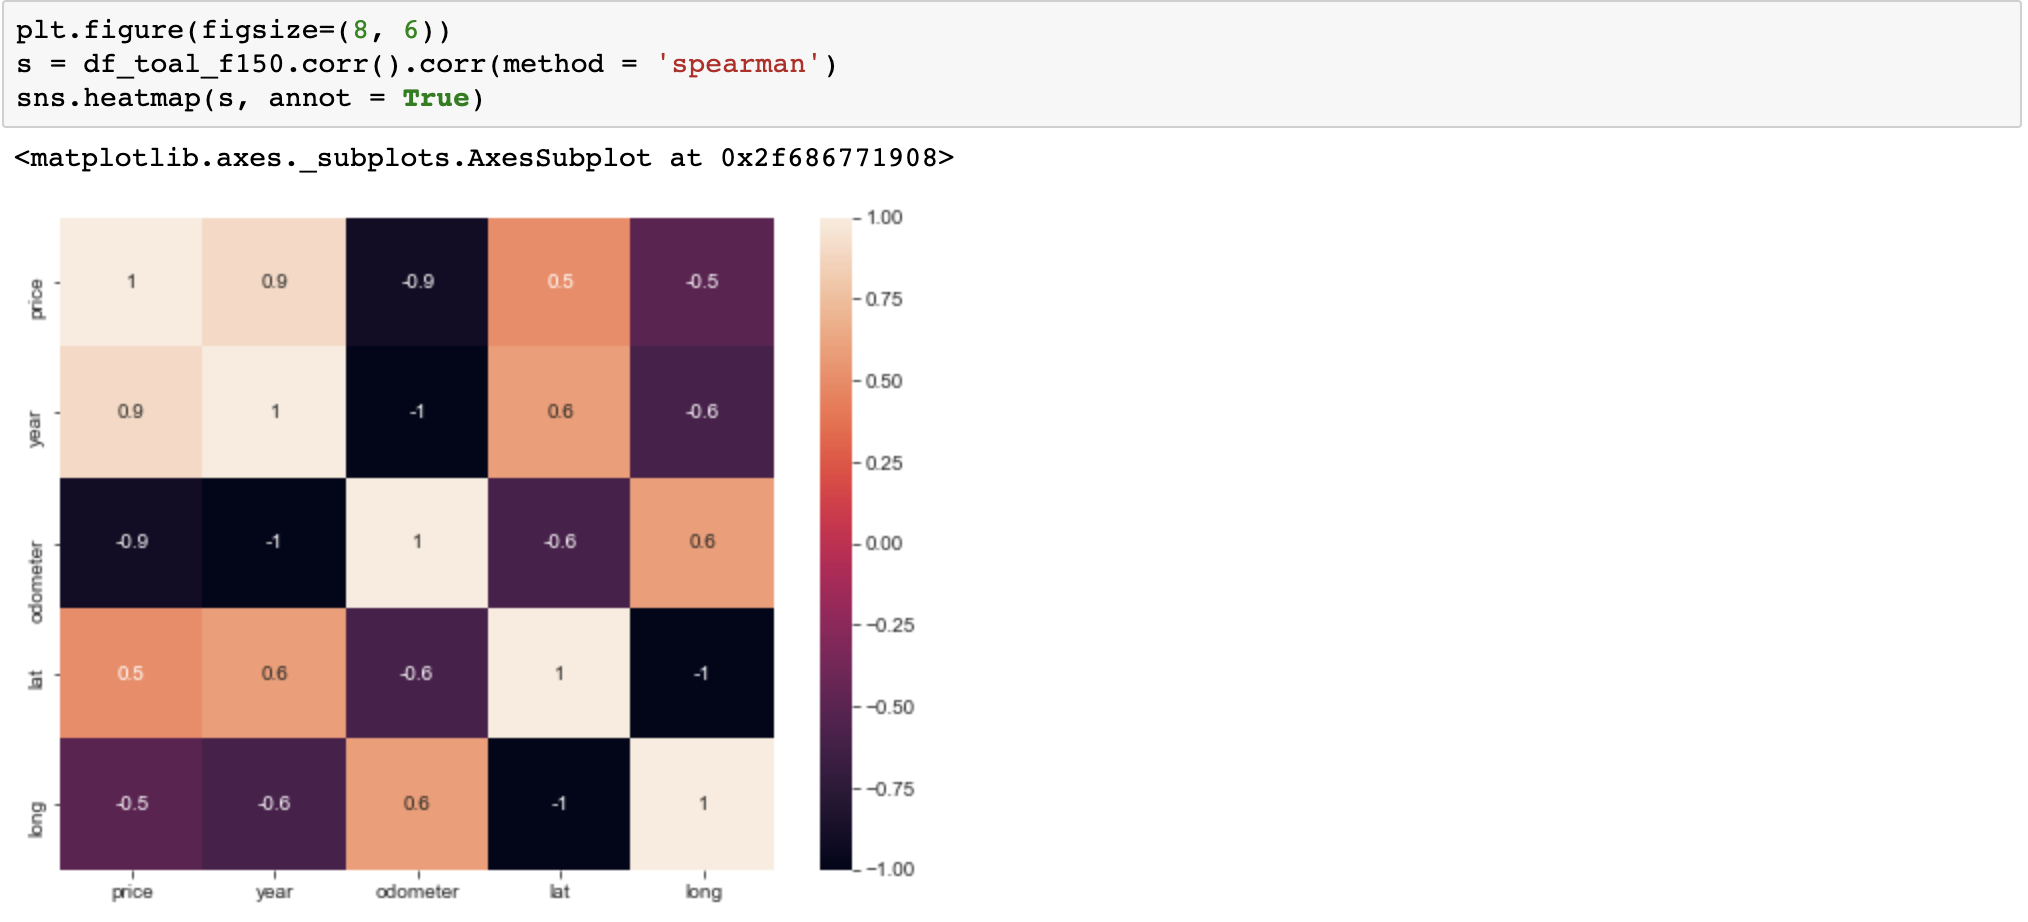 plt.figure(figsize=(8, 6))
s = df_toal_f150.corr().corr(method = 'spearman')
sns.heatmap(s, annot = True)
<matplotlib.axes._subplots.AxesSubplot at 0x2f686771908>
price 1 0.9 -0.9 0.5 -0.5
year 0.9 1 -1 0.6 -0.6
odometer -0.9 -1 1 -0.6 0.6
lat 0.5 0.6 -0.6 1 -1
long -0.5 -0.6 0.6 -1 1
price year odometer lat long
1.00
0.75
0.50
0.25
0.00
−0.25
−0.50
−0.75
−1.00